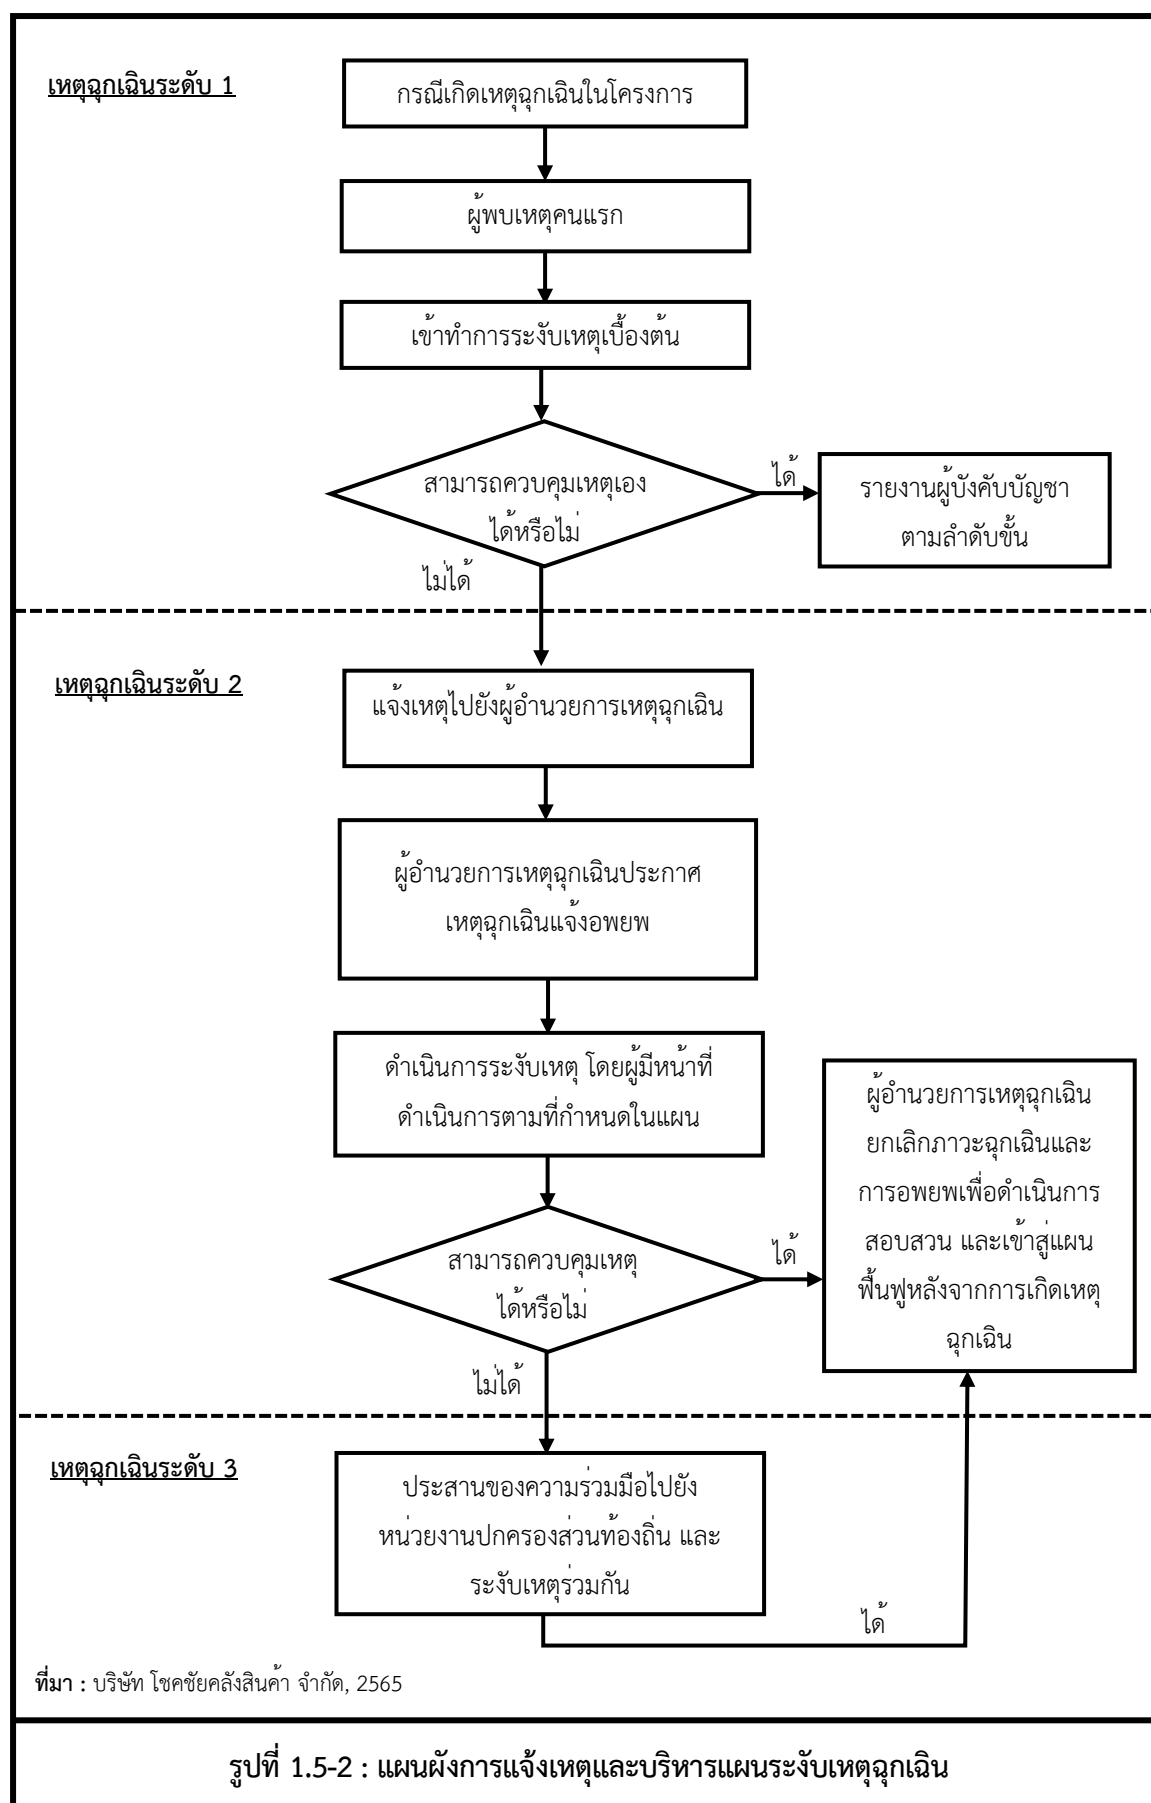 เหตุฉุกเฉินระดับ 1
กรณีเกิดเหตุฉุกเฉินในโครงการ
ผู้พบเหตุคนแรก
เข้าทำการระงับเหตุเบื้องต้น
สามารถควบคุมเหตุเอง
ได้หรือไม่
ได้
รายงานผู้บังคับบัญชา
ตามลำดับขั้น
ไม่ได้
เหตุฉุกเฉินระดับ 2
แจ้งเหตุไปยังผู้อำนวยการเหตุฉุกเฉิน
ผู้อำนวยการเหตุฉุกเฉินประกาศ
เหตุฉุกเฉินแจ้งอพยพ
ดำเนินการระงับเหตุ โดยผู้มีหน้าที่
ดำเนินการตามที่กำหนดในแผน
สามารถควบคุมเหตุ
ได้หรือไม่
ได้
ผู้อำนวยการเหตุฉุกเฉิน
ยกเลิกภาวะฉุกเฉินและ
การอพยพเพื่อดำเนินการ
สอบสวน และเข้าสู่แผน
ฟื้นฟูหลังจากการเกิดเหตุ
ฉุกเฉิน
ไม่ได้
เหตุฉุกเฉินระดับ 3
ประสานของความร่วมมือไปยัง
หน่วยงานปกครองส่วนท้องถิ่น และ
ระงับเหตุร่วมกัน
ได้
ที่มา : บริษัท โชคชัยคลังสินค้า จำกัด, 2565
รูปที่ 1.5-2 : แผนผังการแจ้งเหตุและบริหารแผนระงับเหตุฉุกเฉิน